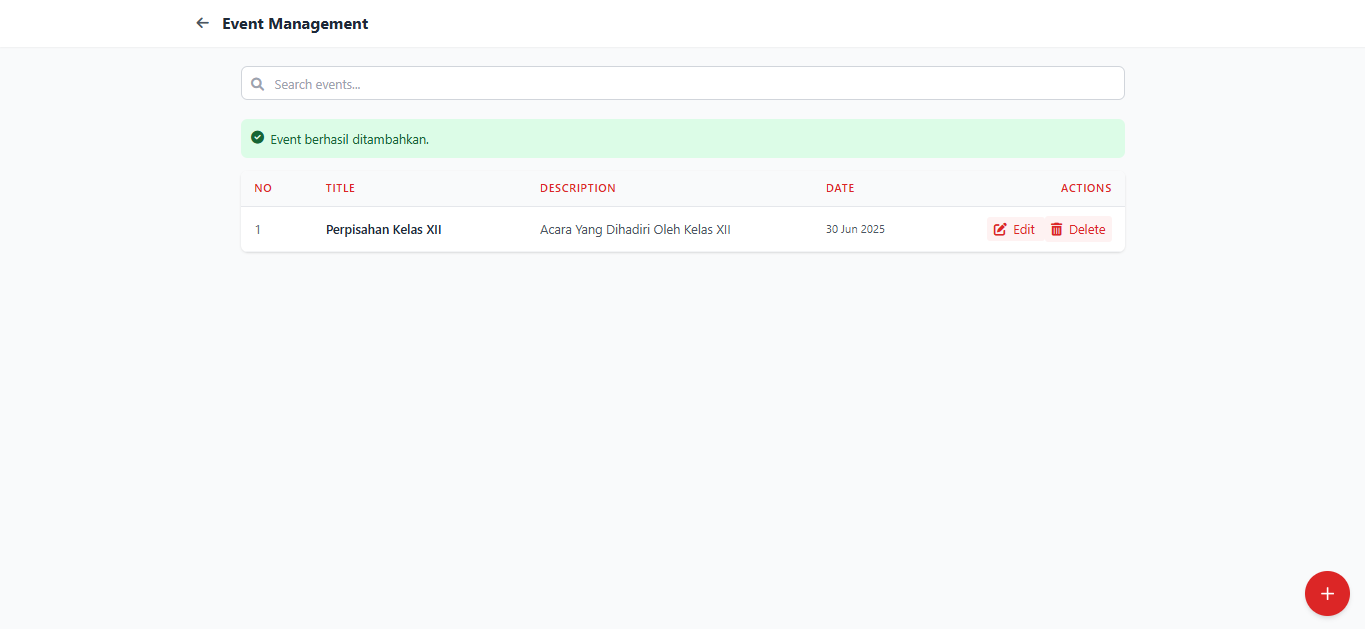 Event Management
Search events...
Event berhasil ditambahkan.
NO TITLE DESCRIPTION DATE ACTIONS
1 Perpisahan Kelas XII Acara Yang Dihadiri Oleh Kelas XII 30 Jun 2025 Edit Delete